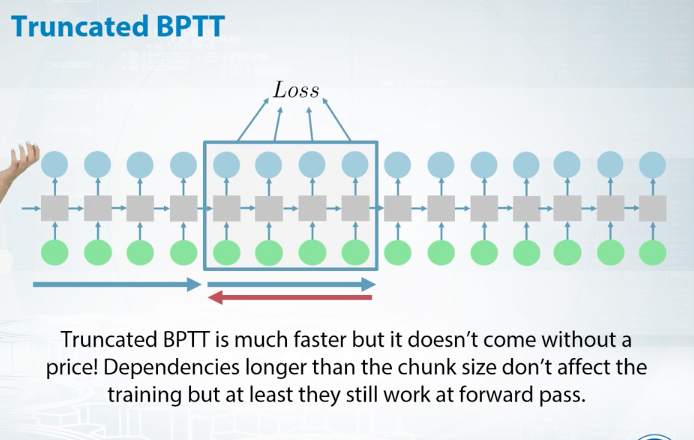 Truncated BPTT
Loss
Truncated BPTT is much faster but it doesn't come without a
price! Dependencies longer than the chunk size don't affect the
training but at least they still work at forward pass.